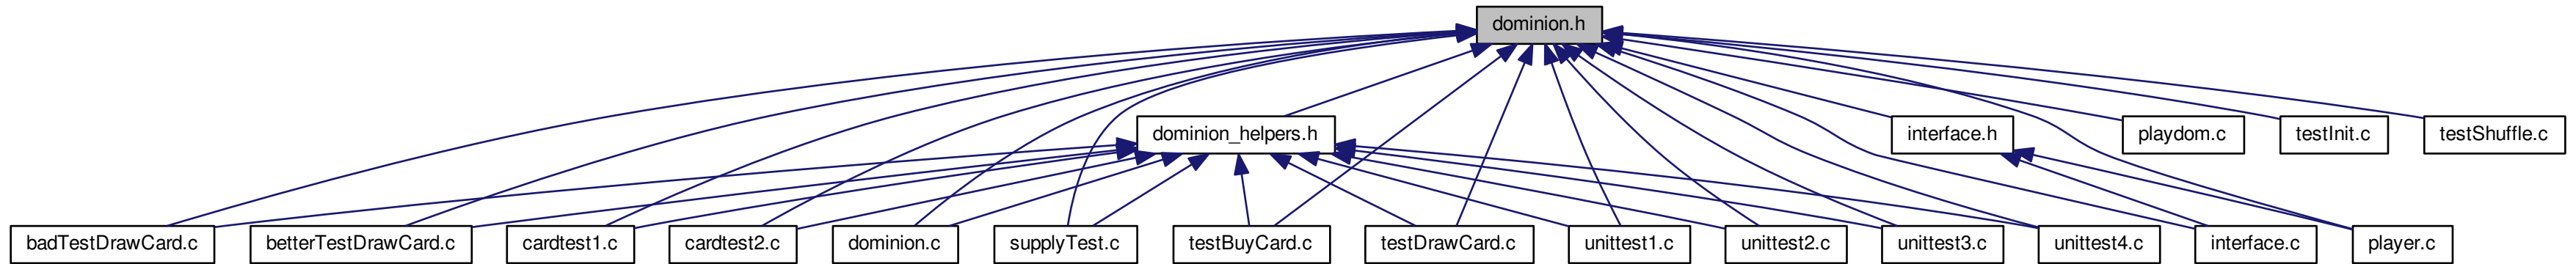 dominion.h
dominion_helpers.h
interface.h
playdom.c
testInit.c
testShuffle.c
badTestDrawCard.c
betterTestDrawCard.c
cardtest1.c
cardtest2.c
dominion.c
supplyTest.c
testBuyCard.c
testDrawCard.c
unittest1.c
unittest2.c
unittest3.c
unittest4.c
interface.c
player.c